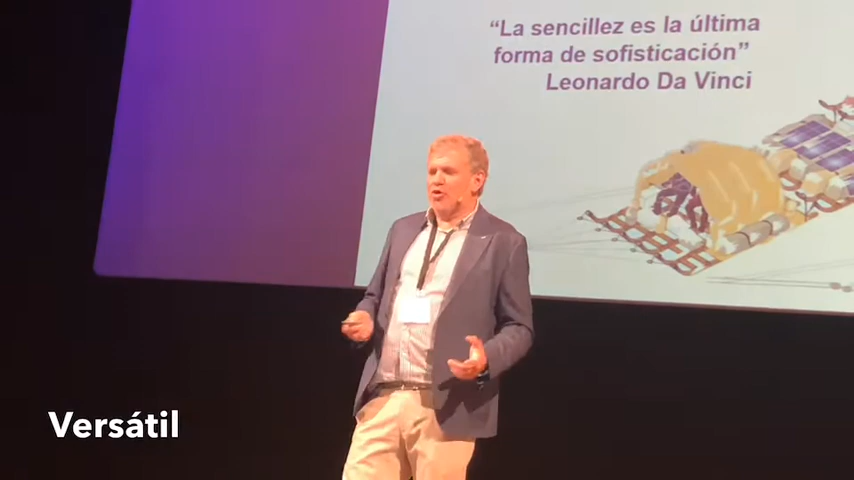 “La sencillez es la última
forma de sofisticación”
Leonardo Da Vinci
Versátil